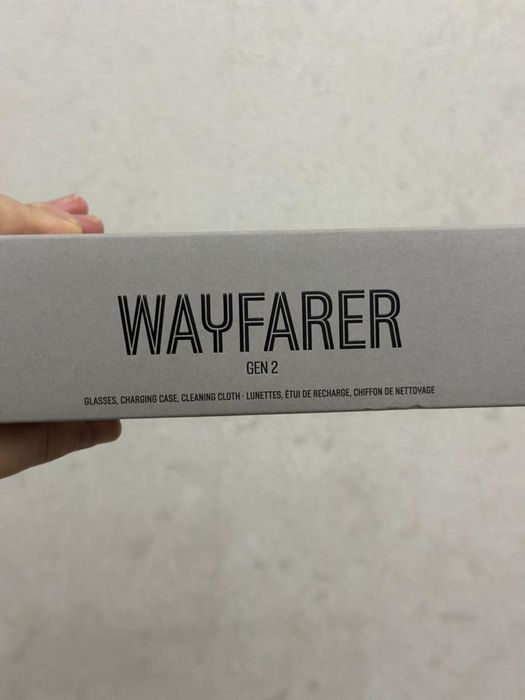 WAYFARER
GEN 2
GLASSES, CHARGING CASE, CLEANING CLOTH · LUNETTES, ÉTUI DE RECHARGE, CHIFFON DE NETTOYAGE